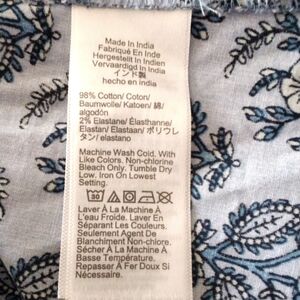 Made In India
Fabriqué En Inde
Hergestellt In Indien
Vervaardigd In India
インド製
hecho en India
98% Cotton/ Coton/
Baumwolle/ Katoen/ 綿/
algodón
2% Elastane/ Élasthanne/
Elastan/ Elastaan/ ポリウレ
タン/ elastano
Machine Wash Cold. With
Like Colors. Non-chlorine
Bleach Only. Tumble Dry
Low. Iron On Lowest
Setting.
30
Laver À La Machine À
L'eau Froide. Laver En
Séparant Les Couleurs.
Seulement Agent De
Blanchiment Non-chlore.
Sécher À La Machine À
Basse Température.
Repasser À Fer Doux Si
Nécessaire.